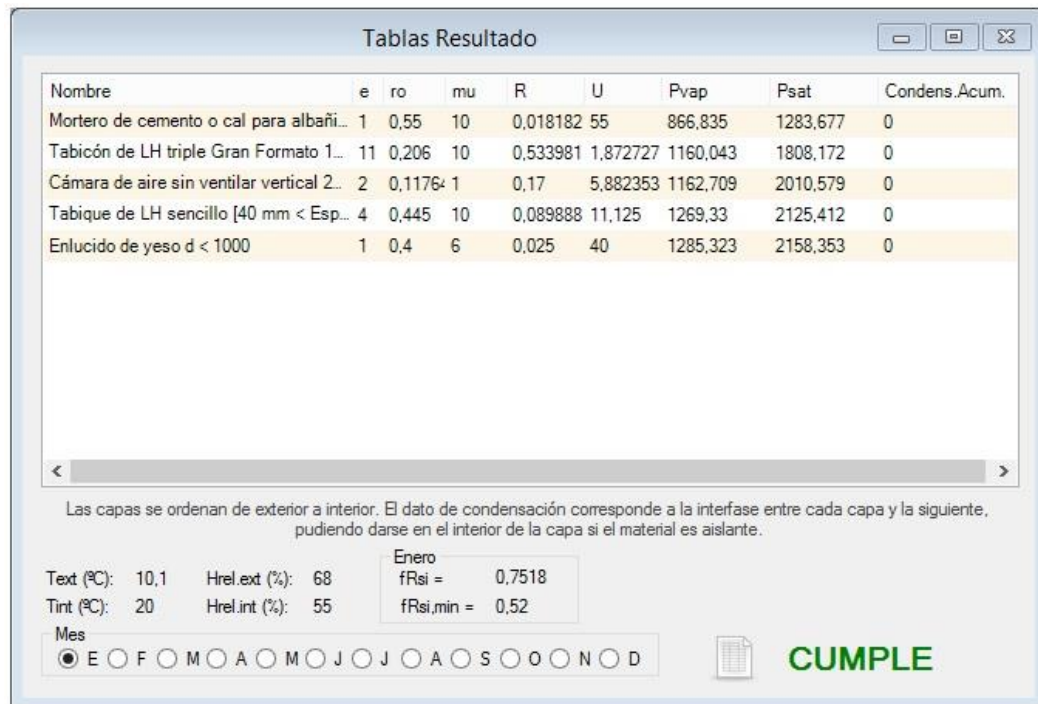 Tablas Resultado
Nombre e ro mu R U Pvap Psat Condens.Acum.
Mortero de cemento o cal para albañi... 1 0,55 10 0,018182 55 866,835 1283,677 0
Tabicón de LH triple Gran Formato 1... 11 0,206 10 0,533981 1,872727 1160,043 1808,172 0
Cámara de aire sin ventilar vertical 2... 2 0,11764 1 0,17 5,882353 1162,709 2010,579 0
Tabique de LH sencillo [40 mm < Esp... 4 0,445 10 0,089888 11,125 1269,33 2125,412 0
Enlucido de yeso d < 1000 1 0,4 6 0,025 40 1285,323 2158,353 0
Las capas se ordenan de exterior a interior. El dato de condensación corresponde a la interfase entre cada capa y la siguiente,
pudiendo darse en el interior de la capa si el material es aislante.
Enero
Text (ºC): 10,1 Hrel.ext (%): 68 fRsi = 0,7518
Tint (ºC): 20 Hrel.int (%): 55 fRsi,min = 0,52
Mes
E F M A M J J A S O N D
CUMPLE